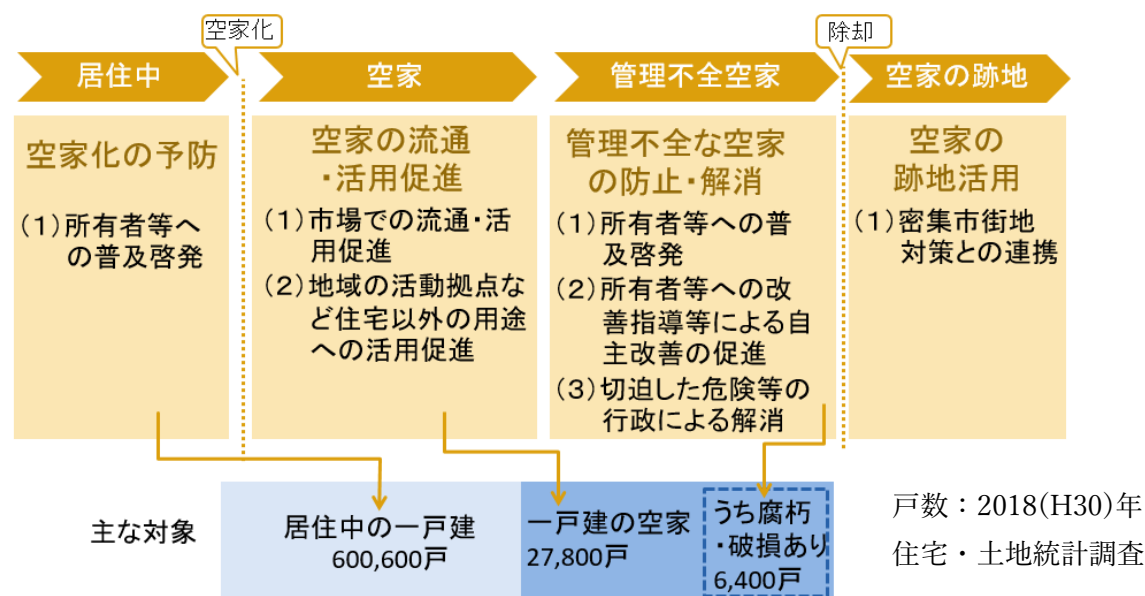 空家化
除却
居住中
空家
管理不全空家
空家の跡地
空家化の予防
(1)所有者等へ
の普及啓発
空家の流通
・活用促進
(1)市場での流通・活
用促進
(2)地域の活動拠点な
ど住宅以外の用途
への活用促進
管理不全な空家
の防止・解消
(1)所有者等への普
及啓発
(2)所有者等への改
善指導等による自
主改善の促進
(3)切迫した危険等の
行政による解消
空家の
跡地活用
(1)密集市街地
対策との連携
主な対象
居住中の一戸建
600,600戸
一戸建の空家
27,800戸
うち腐朽
・破損あり
6,400戸
戸数：2018(H30)年
住宅・土地統計調査